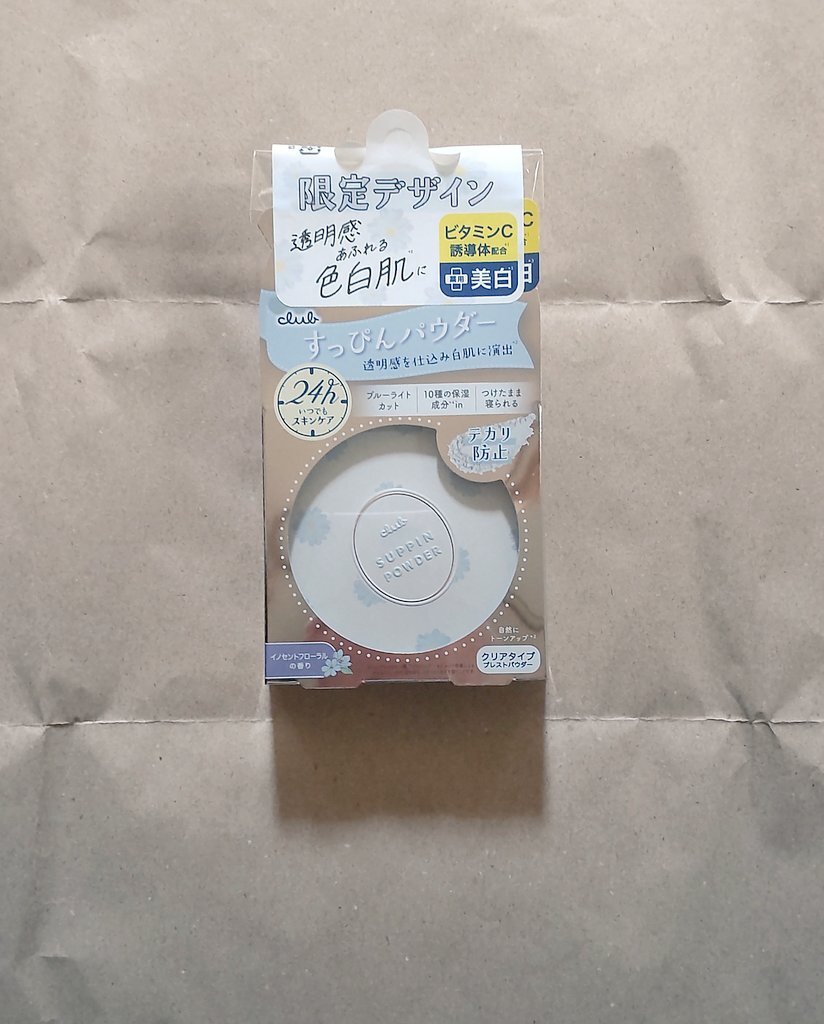 限定デザイン
透明感
あふれる
色白肌に
ビタミンC
誘導体配合
薬用
美白
club
すっぴんパウダー
透明感を仕込み白肌に演出
24h
いつでも
スキンケア
ブルーライト
カット
10種の保湿
成分 in
つけたまま
寝られる
テカリ
防止
club
SUPPIN
POWDER
自然に
トーンアップ
イノセントフローラル
の香り
クリアタイプ
プレストパウダー